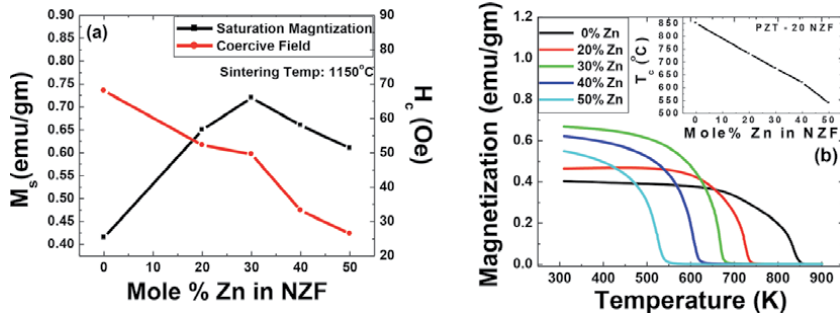 (a)
Saturation Magntization
Coercive Field
Sintering Temp: 1150°C
Ms(emu/gm)
0.90
0.85
0.80
0.75
0.70
0.65
0.60
0.55
0.50
0.45
0.40
Hc (Oe)
90
80
70
60
50
40
30
20
0 10 20 30 40 50
Mole % Zn in NZF
Magnetization (emu/gm)
1.2
1.0
0.8
0.6
0.4
0.2
0.0
0% Zn
20% Zn
30% Zn
40% Zn
50% Zn
PZT - 20 NZF
Tc (°C)
850
800
750
700
650
600
550
500
0 10 20 30 40 50
Mole% Zn in NZF
(b)
300 400 500 600 700 800 900
Temperature (K)